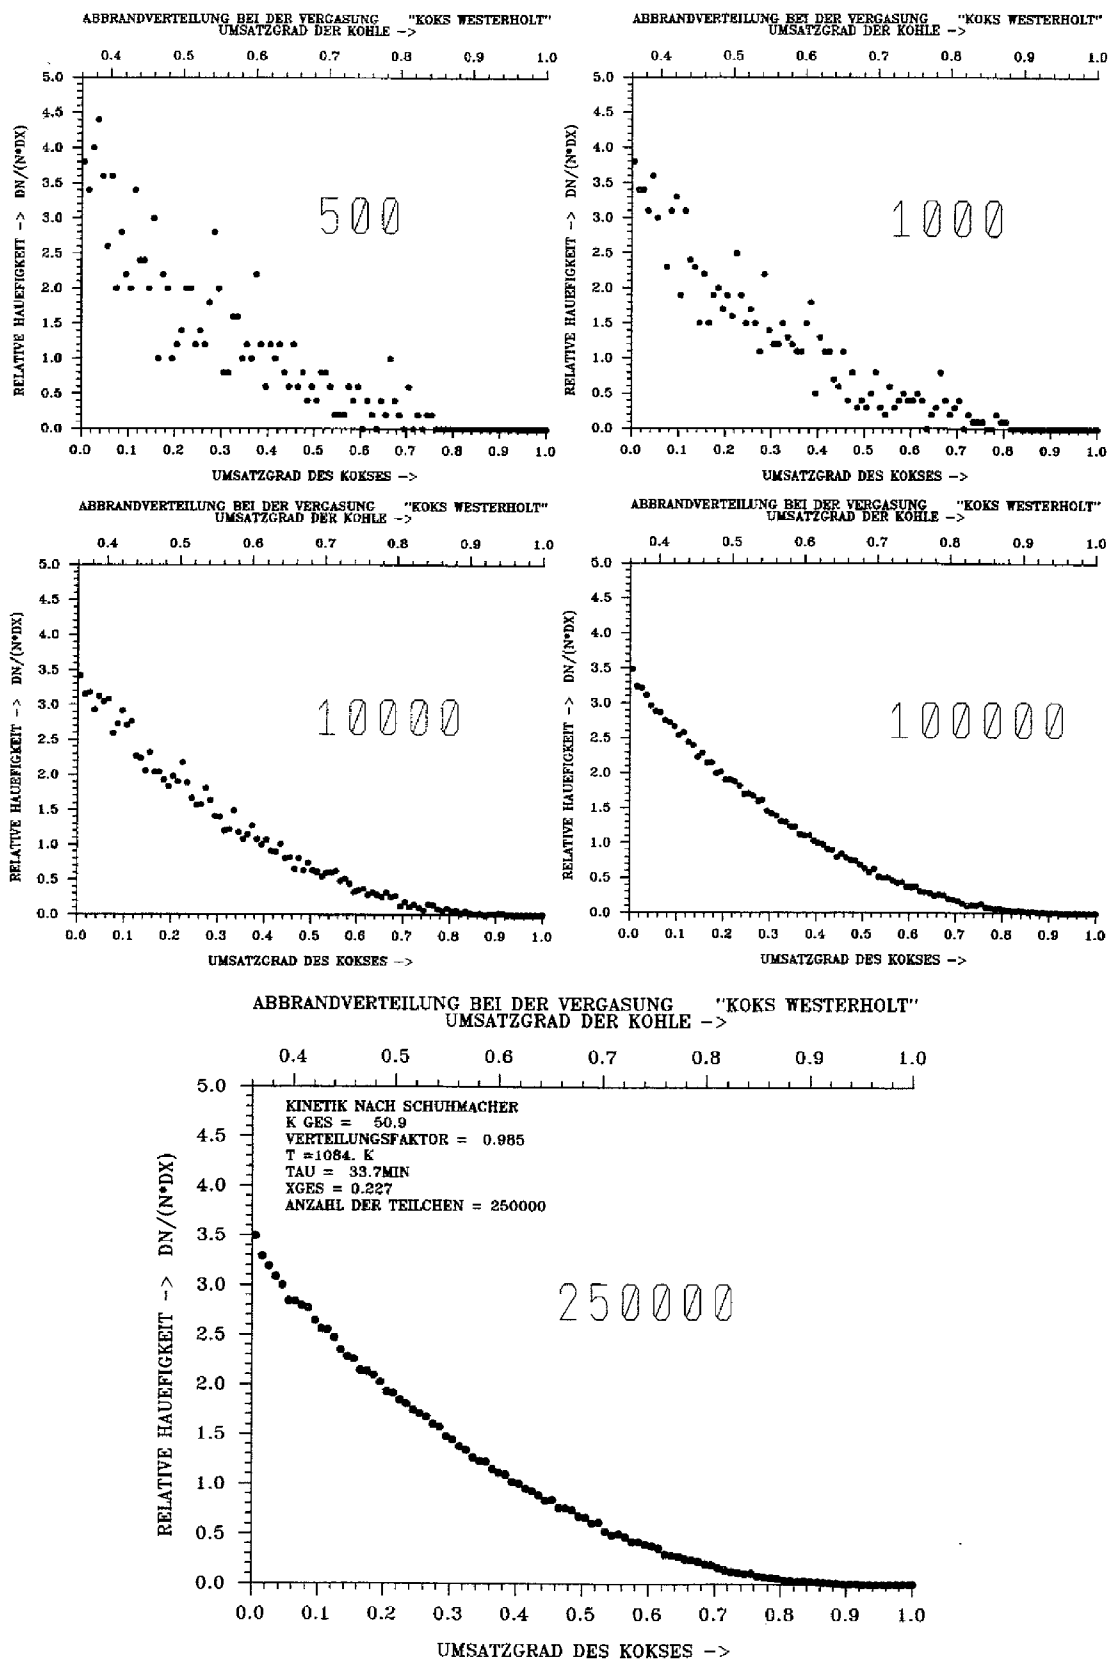 ABBRANDVERTEILUNG BEI DER VERGASUNG "KOKS WESTERHOLT"
UMSATZGRAD DER KOHLE ->
0.4 0.5 0.6 0.7 0.8 0.9 1.0
5.0
4.5
4.0
3.5
3.0
2.5
2.0
1.5
1.0
0.5
0.0
RELATIVE HAUEFIGKEIT -> DN/(N*DX)
500
0.0 0.1 0.2 0.3 0.4 0.5 0.6 0.7 0.8 0.9 1.0
UMSATZGRAD DES KOKSES ->
ABBRANDVERTEILUNG BEI DER VERGASUNG "KOKS WESTERHOLT"
UMSATZGRAD DER KOHLE ->
0.4 0.5 0.6 0.7 0.8 0.9 1.0
5.0
4.5
4.0
3.5
3.0
2.5
2.0
1.5
1.0
0.5
0.0
RELATIVE HAUEFIGKEIT -> DN/(N*DX)
1000
0.0 0.1 0.2 0.3 0.4 0.5 0.6 0.7 0.8 0.9 1.0
UMSATZGRAD DES KOKSES ->
ABBRANDVERTEILUNG BEI DER VERGASUNG "KOKS WESTERHOLT"
UMSATZGRAD DER KOHLE ->
0.4 0.5 0.6 0.7 0.8 0.9 1.0
5.0
4.5
4.0
3.5
3.0
2.5
2.0
1.5
1.0
0.5
0.0
RELATIVE HAUEFIGKEIT -> DN/(N*DX)
10000
0.0 0.1 0.2 0.3 0.4 0.5 0.6 0.7 0.8 0.9 1.0
UMSATZGRAD DES KOKSES ->
ABBRANDVERTEILUNG BEI DER VERGASUNG "KOKS WESTERHOLT"
UMSATZGRAD DER KOHLE ->
0.4 0.5 0.6 0.7 0.8 0.9 1.0
5.0
4.5
4.0
3.5
3.0
2.5
2.0
1.5
1.0
0.5
0.0
RELATIVE HAUEFIGKEIT -> DN/(N*DX)
100000
0.0 0.1 0.2 0.3 0.4 0.5 0.6 0.7 0.8 0.9 1.0
UMSATZGRAD DES KOKSES ->
ABBRANDVERTEILUNG BEI DER VERGASUNG "KOKS WESTERHOLT"
UMSATZGRAD DER KOHLE ->
0.4 0.5 0.6 0.7 0.8 0.9 1.0
5.0
4.5
4.0
3.5
3.0
2.5
2.0
1.5
1.0
0.5
0.0
RELATIVE HAUEFIGKEIT -> DN/(N*DX)
KINETIK NACH SCHUHMACHER
K GES = 50.9
VERTEILUNGSFAKTOR = 0.985
T =1084. K
TAU = 33.7MIN
XGES = 0.227
ANZAHL DER TEILCHEN = 250000
250000
0.0 0.1 0.2 0.3 0.4 0.5 0.6 0.7 0.8 0.9 1.0
UMSATZGRAD DES KOKSES ->